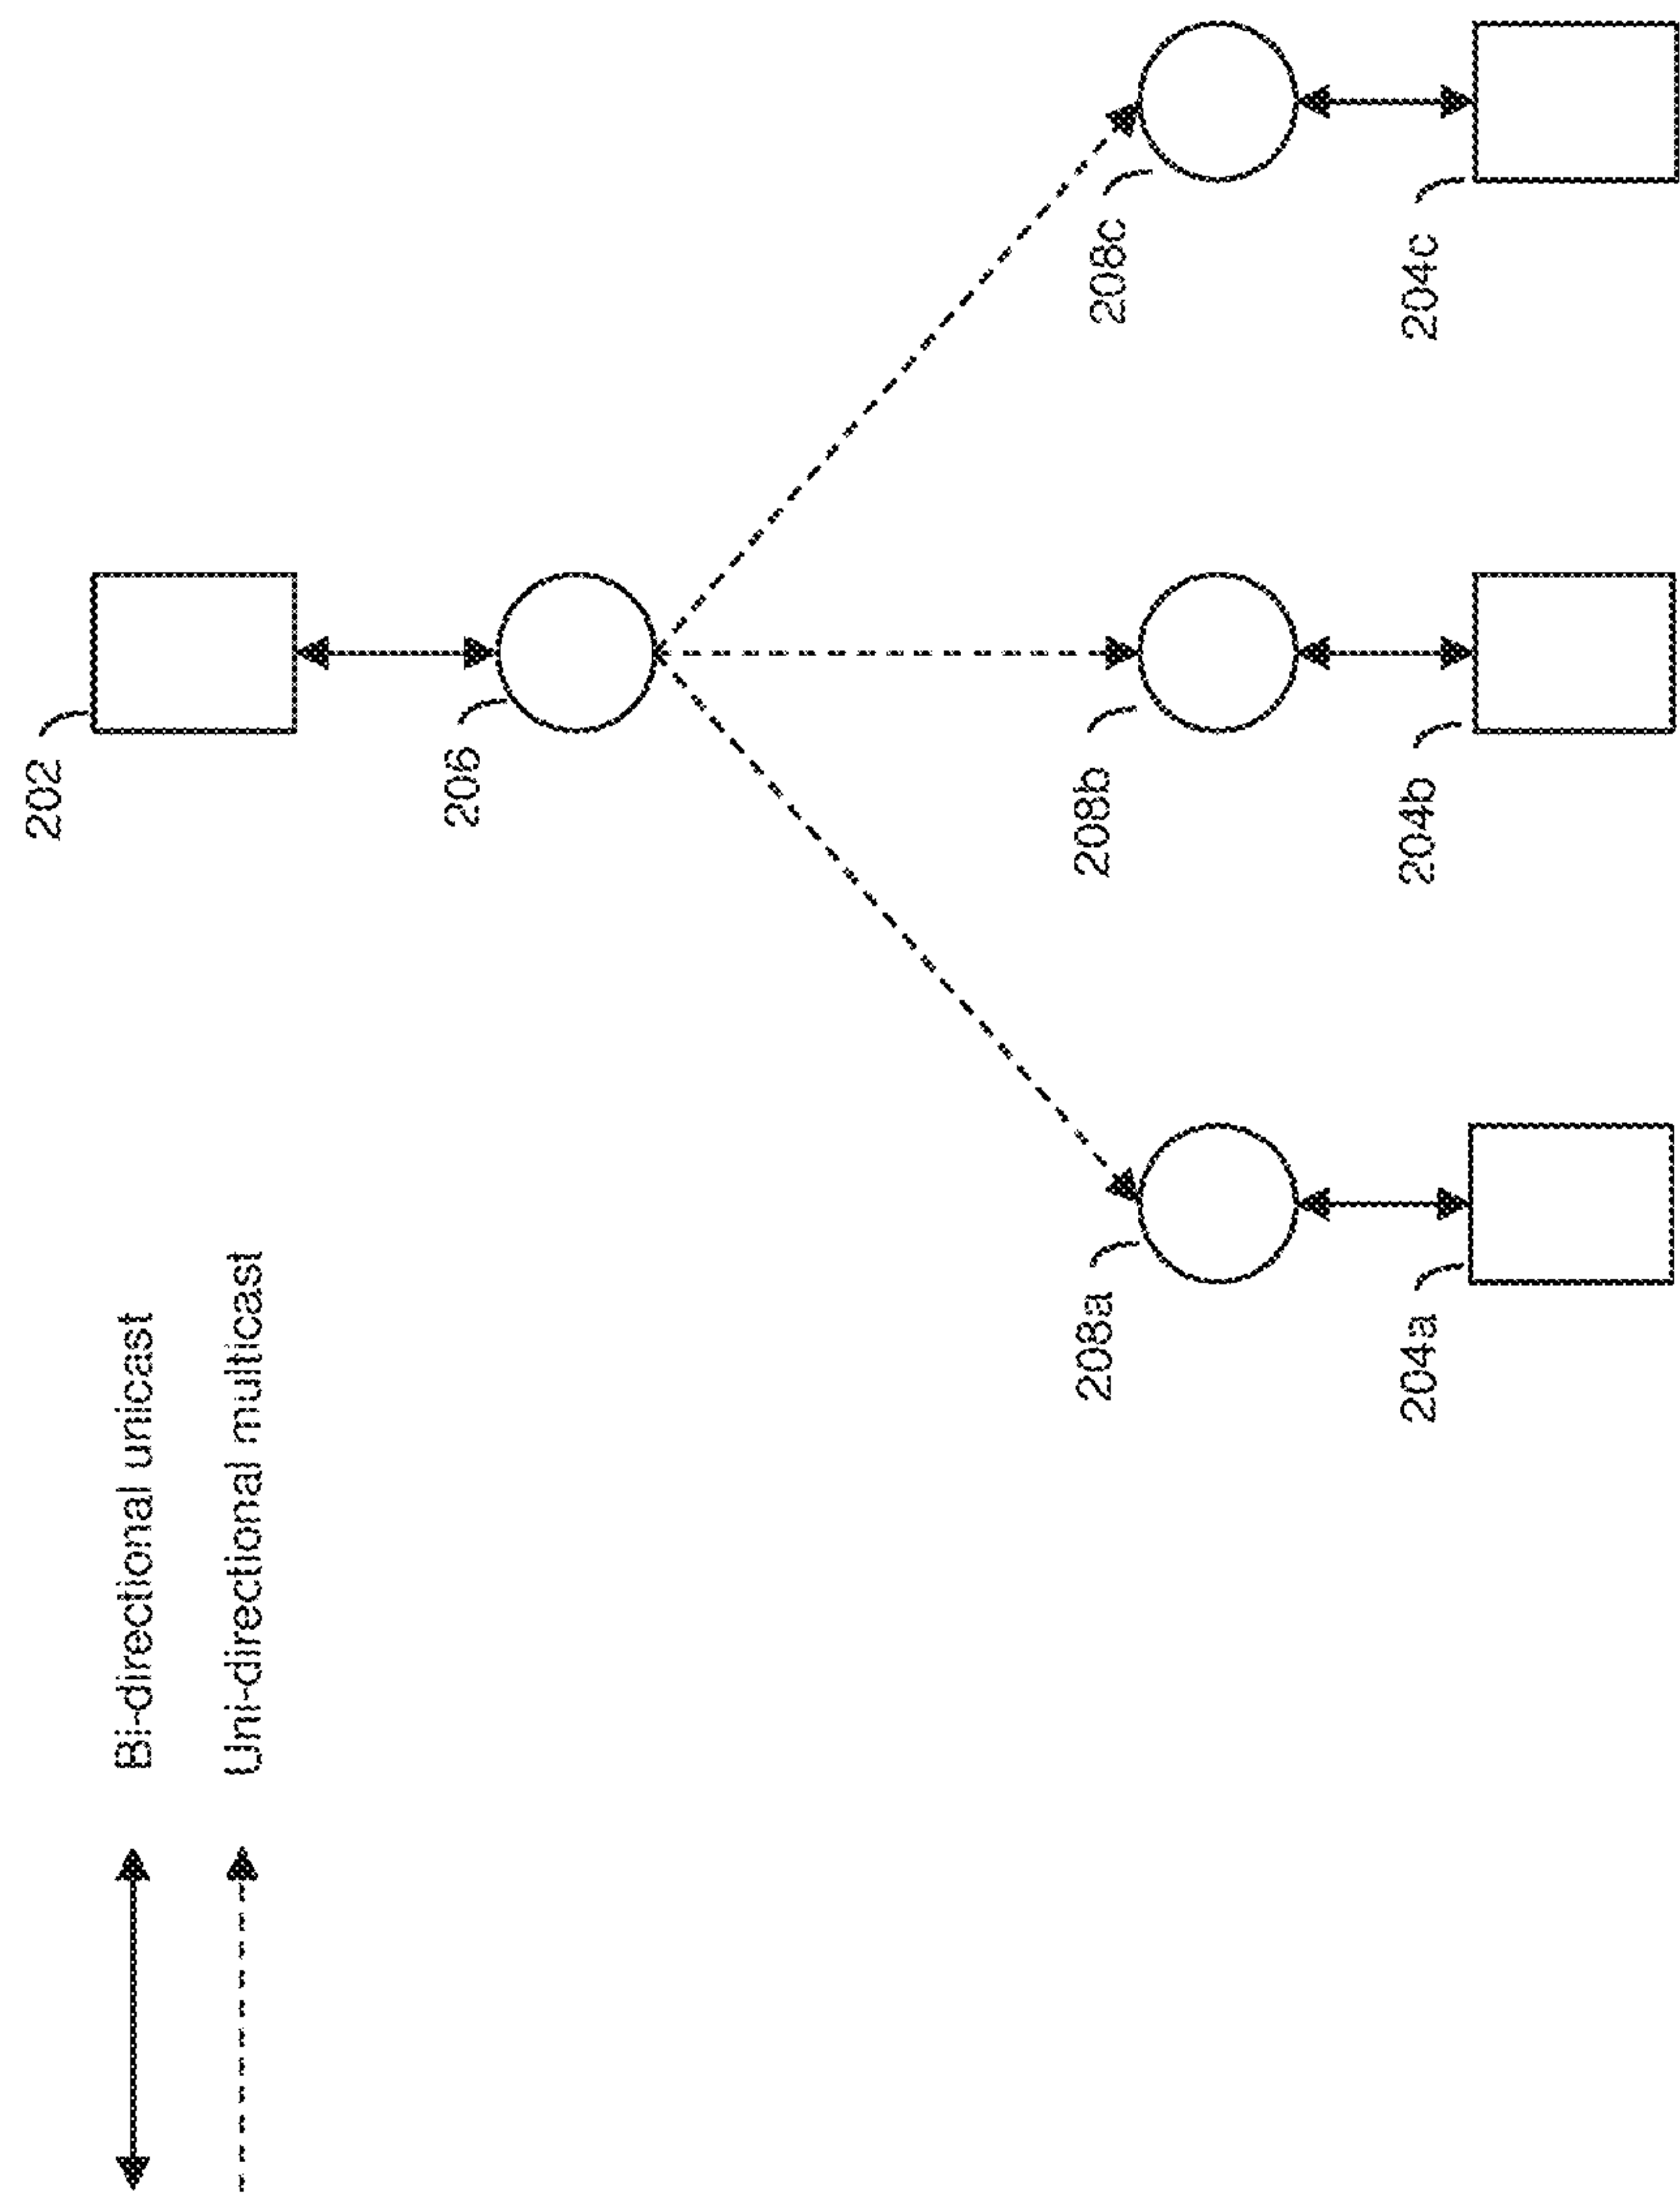 Bi-directional unicast
Uni-directional multicast
202
206
208a
208b
208c
204a
204b
204c